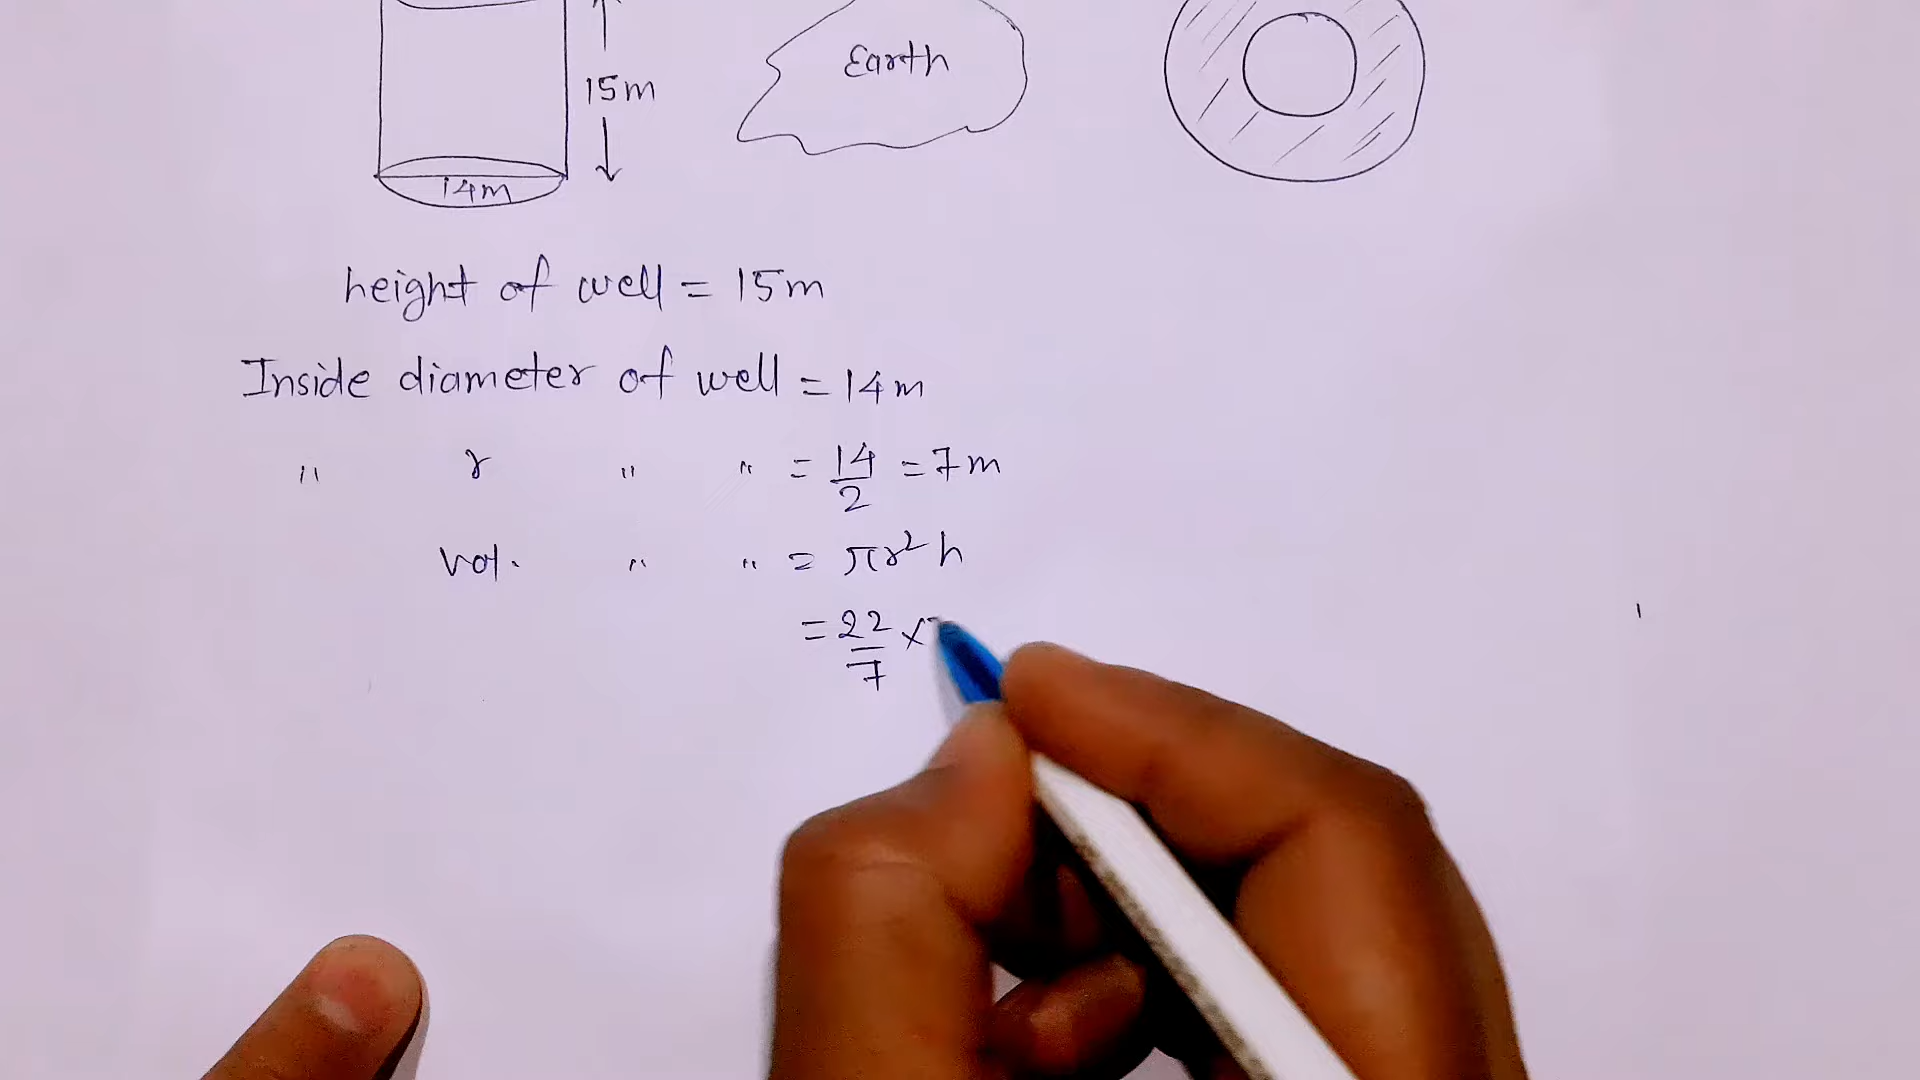 15m
Earth
14m
height of well = 15m
Inside diameter of well = 14m
" r " " = 14/2 = 7m
Vol. " " = πr²h
= 22/7 ×